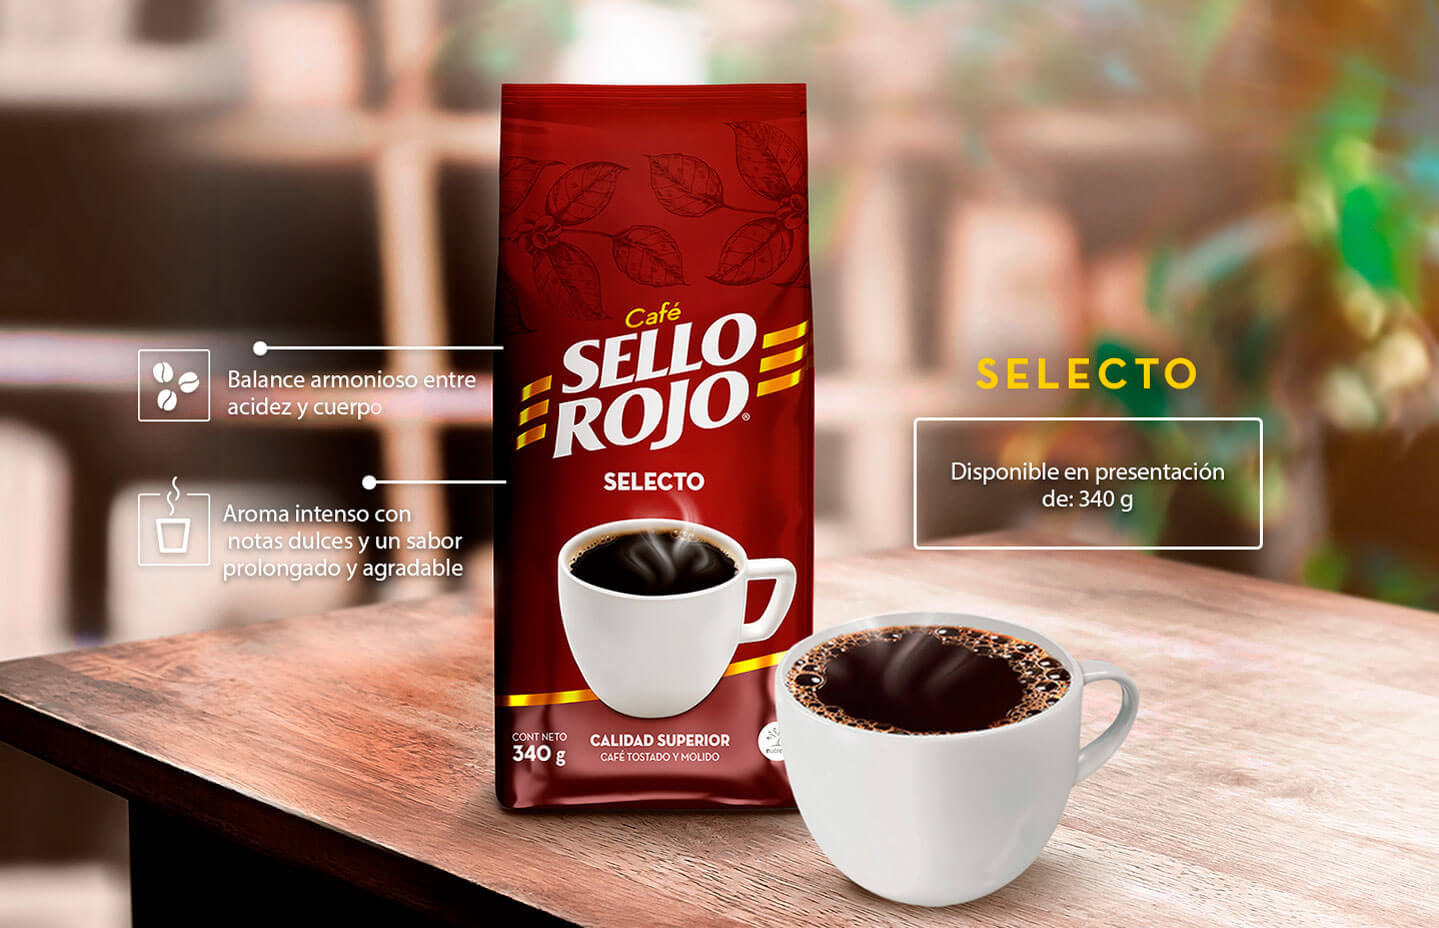 Café
SELLO
ROJO®
SELECTO
CONT NETO
340 g
CALIDAD SUPERIOR
CAFÉ TOSTADO Y MOLIDO
Balance armonioso entre
acidez y cuerpo
Aroma intenso con
notas dulces y un sabor
prolongado y agradable
SELECTO
Disponible en presentación
de: 340 g